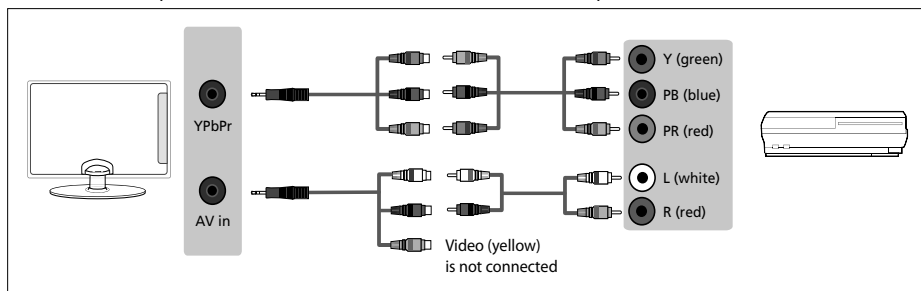 YPbPr
AV in
Y (green)
PB (blue)
PR (red)
L (white)
R (red)
Video (yellow)
is not connected